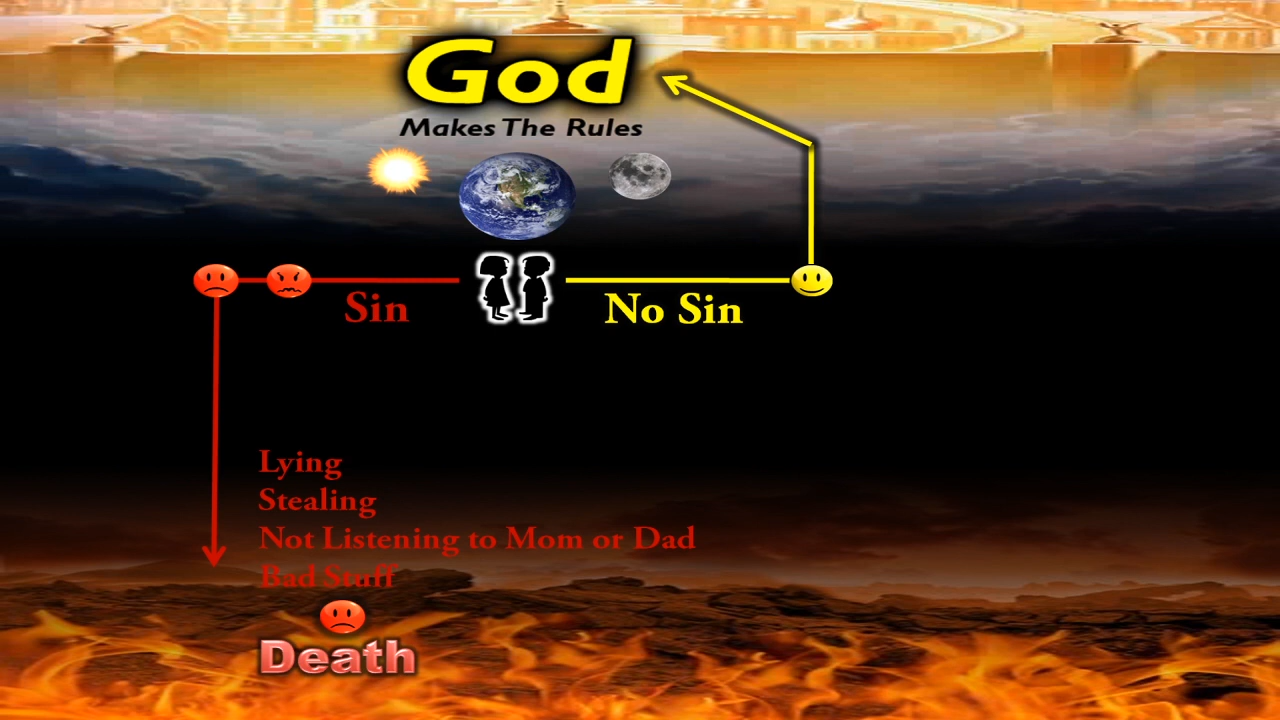 God
Makes The Rules
Sin
No Sin
Lying
Stealing
Not Listening to Mom or Dad
Bad Stuff
Death